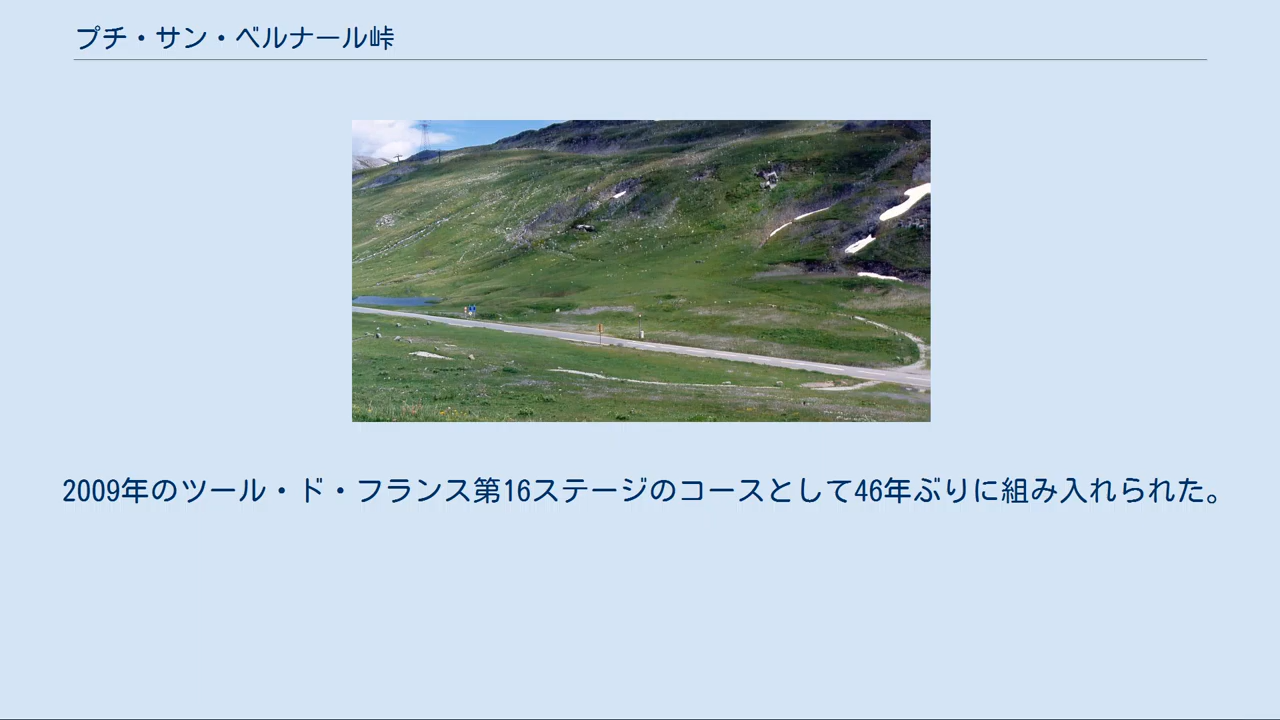 プチ・サン・ベルナール峠
2009年のツール・ド・フランス第16ステージのコースとして46年ぶりに組み入れられた。